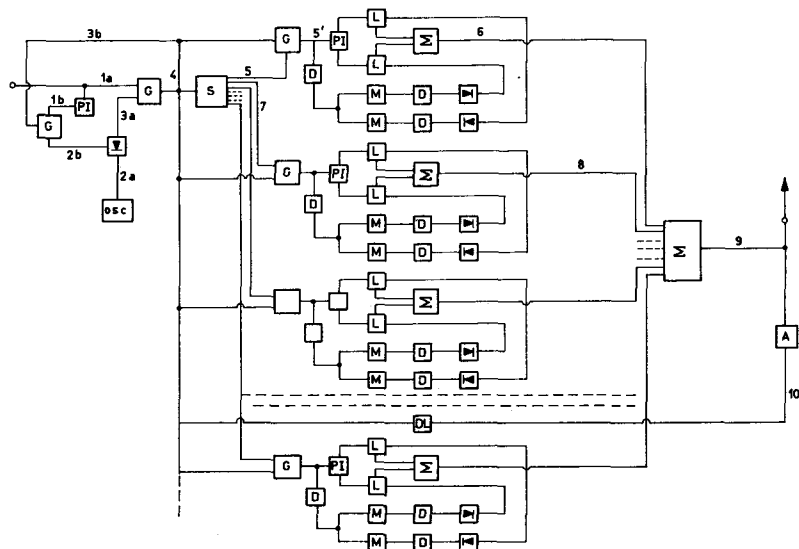 3b
G 5' PI L Σ 6
1a 4 5 D L
1b PI G S 7 M D
G 3a M D
2b
2a
osc
G PI L Σ 8
D L
M D
M D
M 9
L Σ
L
M D A
M D
10
DL
G PI L Σ
D L
M D
M D